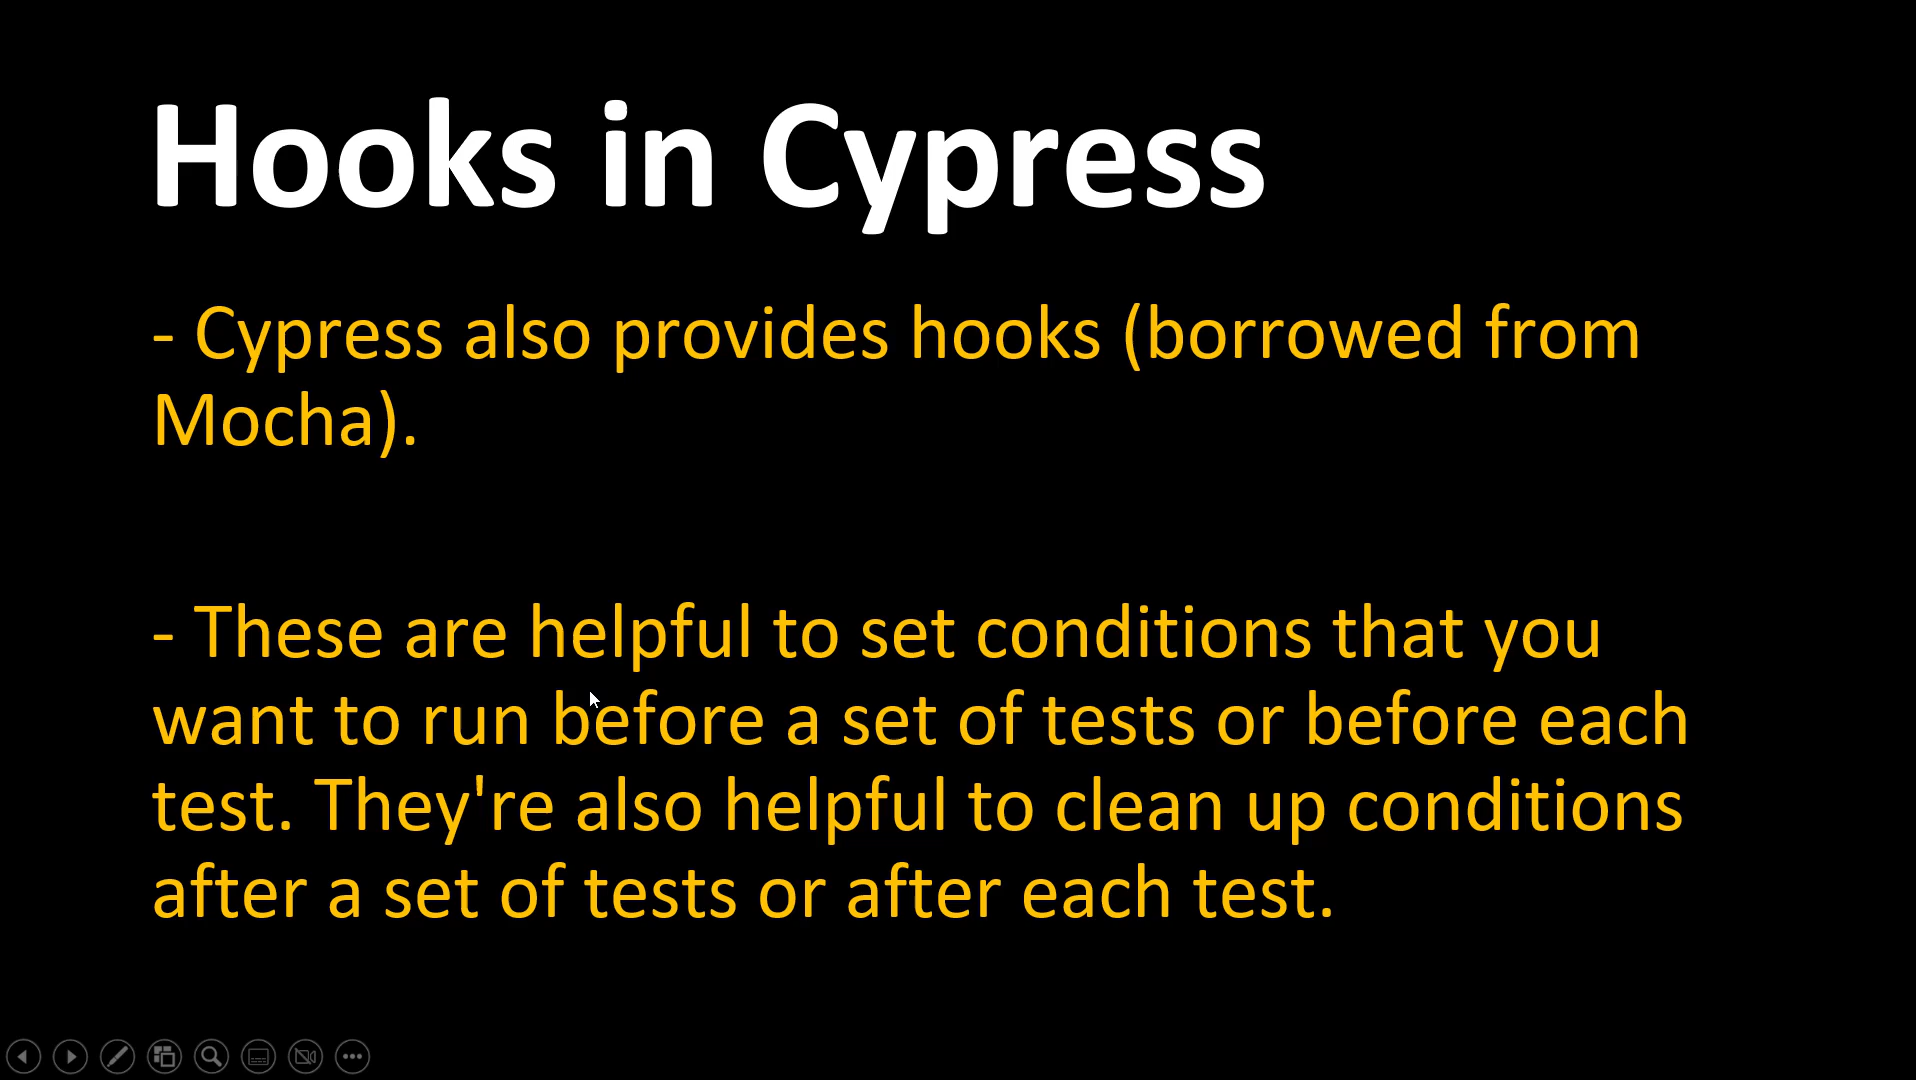 Hooks in Cypress
- Cypress also provides hooks (borrowed from
Mocha).
- These are helpful to set conditions that you
want to run before a set of tests or before each
test. They're also helpful to clean up conditions
after a set of tests or after each test.